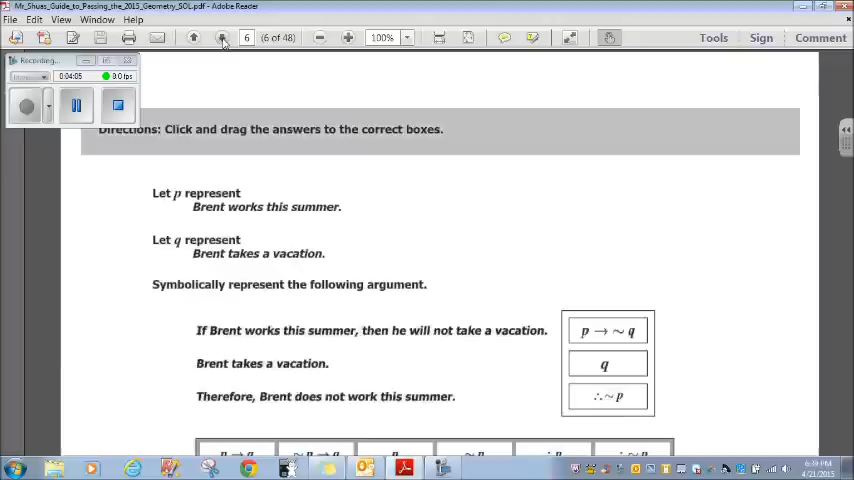 Mr_Shuas_Guide_to_Passing_the_2015_Geometry_SOL.pdf - Adobe Reader
File Edit View Window Help
6 (6 of 48) 100% Tools Sign Comment
Recording...
0:04:05 0.0 fps
Directions: Click and drag the answers to the correct boxes.
Let p represent
Brent works this summer.
Let q represent
Brent takes a vacation.
Symbolically represent the following argument.
If Brent works this summer, then he will not take a vacation. p → ~ q
Brent takes a vacation. q
Therefore, Brent does not work this summer. ∴ ~ p
p → q ~ p → q p ~ p ∴ p ∴ ~ p
6:39 PM
4/21/2015